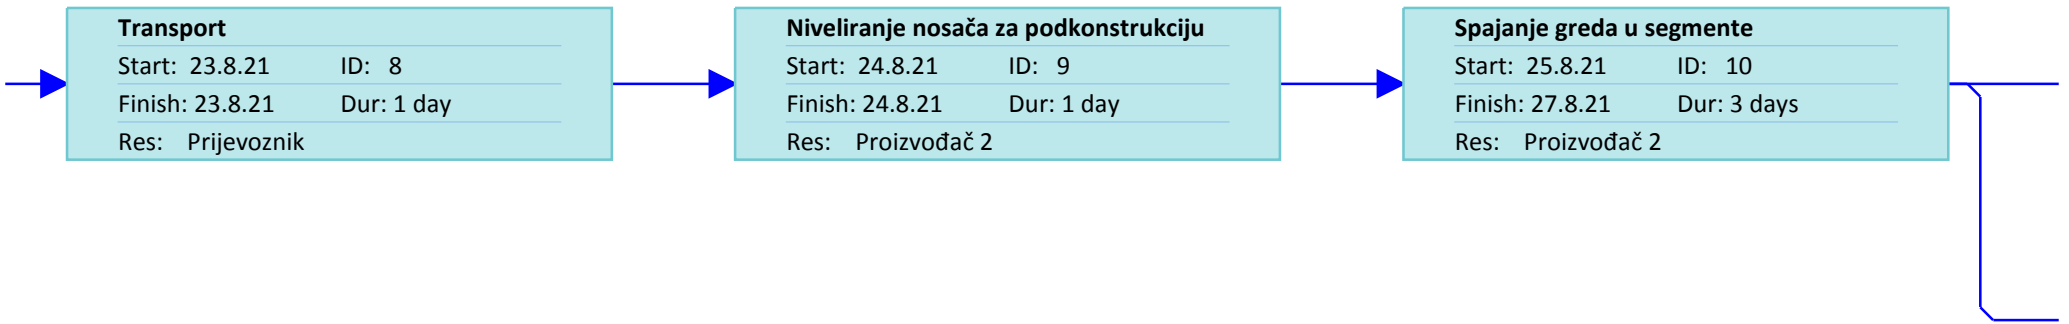 Transport
Start: 23.8.21 ID: 8
Finish: 23.8.21 Dur: 1 day
Res: Prijevoznik
Niveliranje nosača za podkonstrukciju
Start: 24.8.21 ID: 9
Finish: 24.8.21 Dur: 1 day
Res: Proizvođač 2
Spajanje greda u segmente
Start: 25.8.21 ID: 10
Finish: 27.8.21 Dur: 3 days
Res: Proizvođač 2